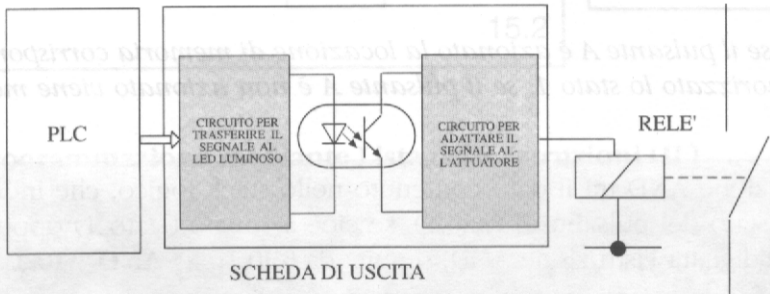 PLC
CIRCUITO PER
TRASFERIRE IL
SEGNALE AL
LED LUMINOSO
CIRCUITO PER
ADATTARE IL
SEGNALE AL
L'ATTUATORE
RELE'
SCHEDA DI USCITA